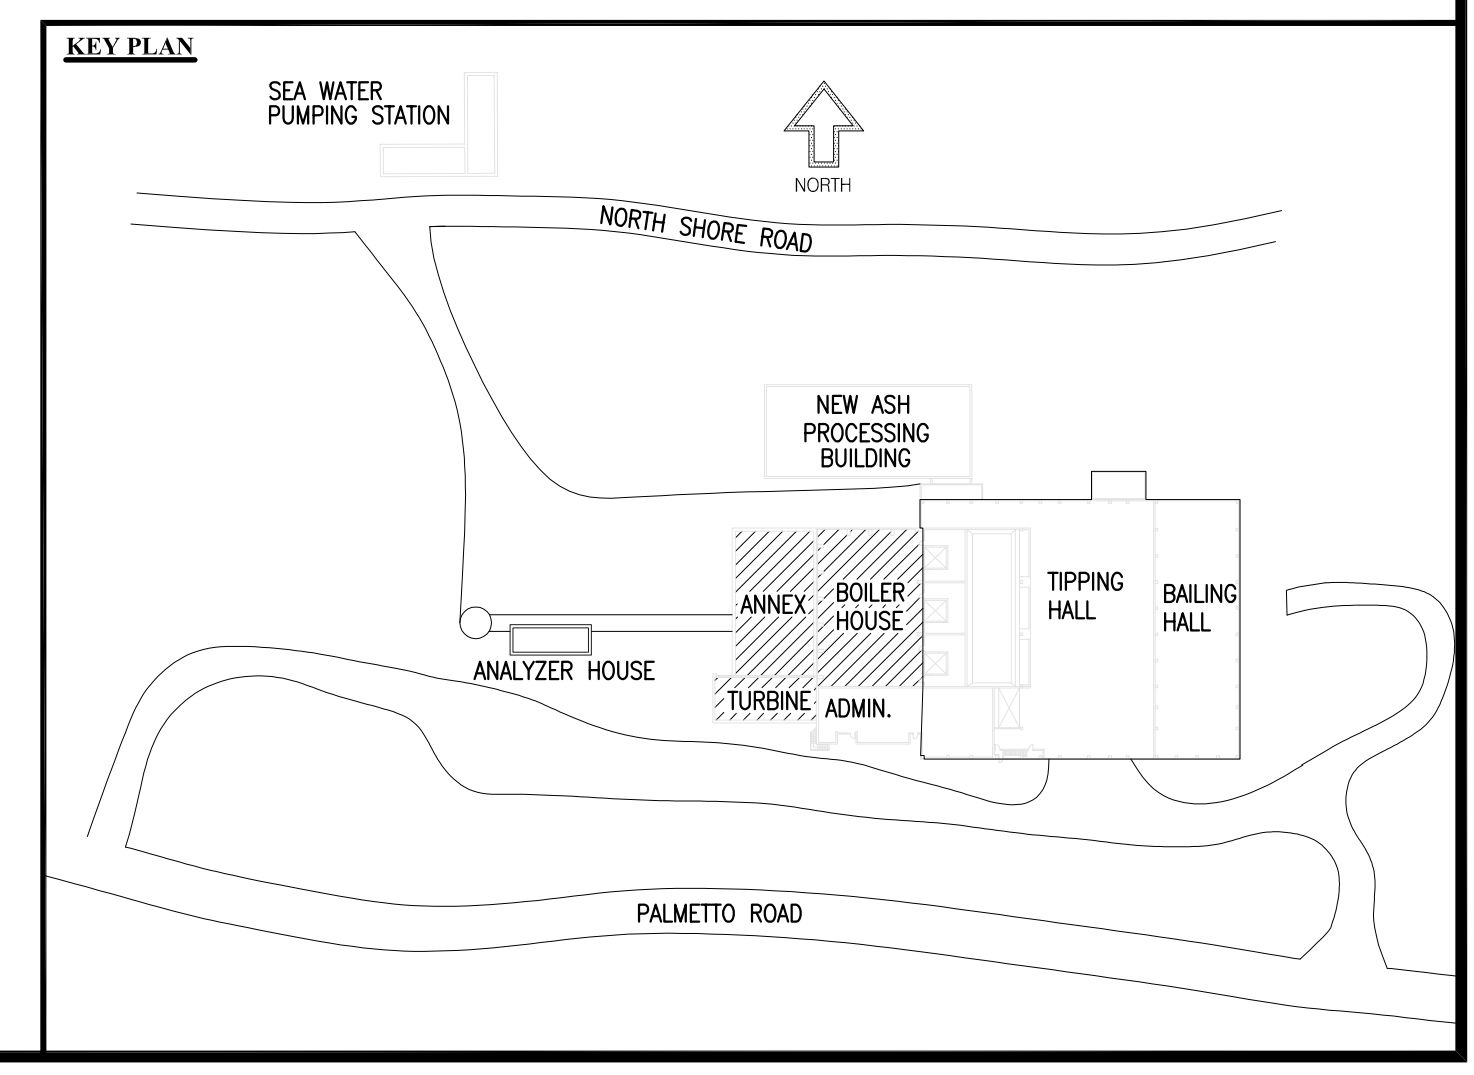 KEY PLAN
SEA WATER
PUMPING STATION
NORTH
NORTH SHORE ROAD
NEW ASH
PROCESSING
BUILDING
TIPPING
HALL
BAILING
HALL
BOILER
HOUSE
ANNEX
ANALYZER HOUSE
TURBINE
ADMIN.
PALMETTO ROAD